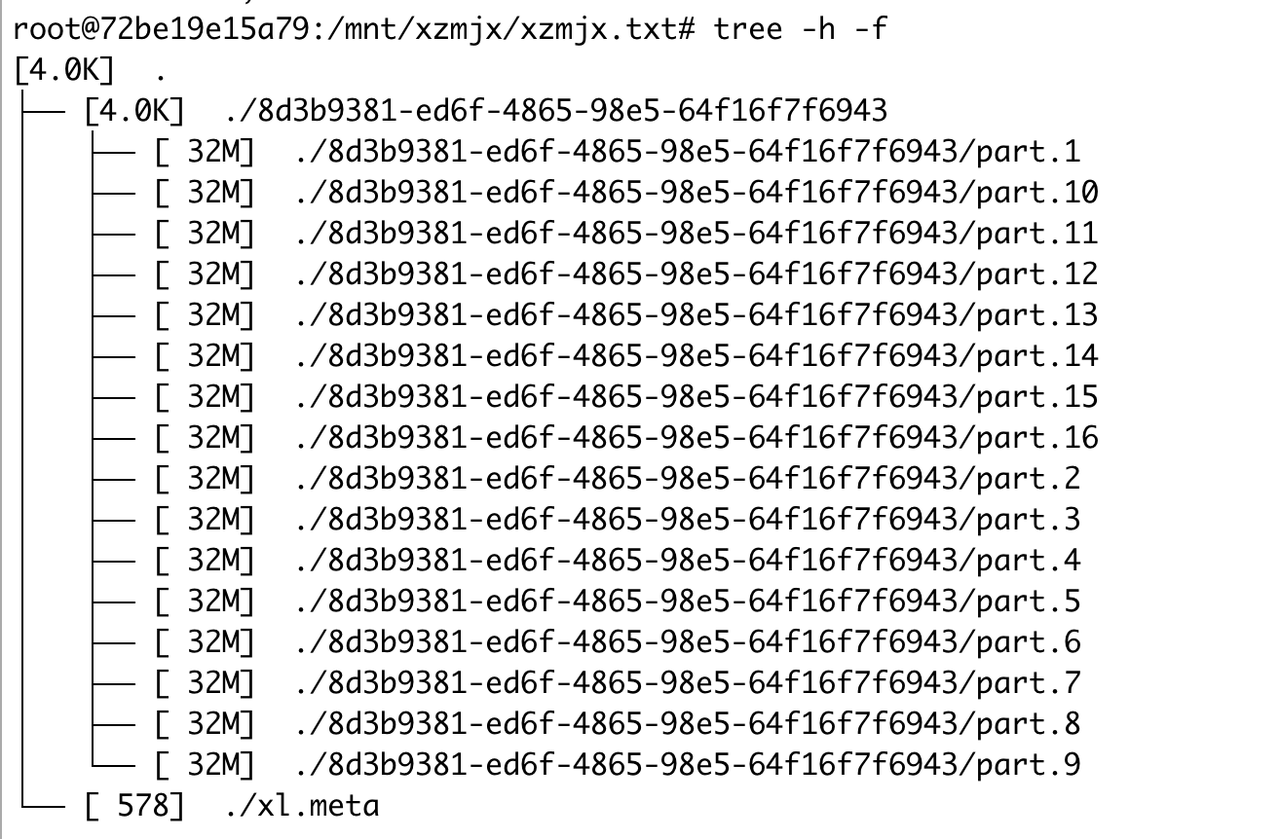 root@72be19e15a79:/mnt/xzmjx/xzmjx.txt# tree -h -f
[4.0K]  .
├── [4.0K]  ./8d3b9381-ed6f-4865-98e5-64f16f7f6943
│   ├── [ 32M]  ./8d3b9381-ed6f-4865-98e5-64f16f7f6943/part.1
│   ├── [ 32M]  ./8d3b9381-ed6f-4865-98e5-64f16f7f6943/part.10
│   ├── [ 32M]  ./8d3b9381-ed6f-4865-98e5-64f16f7f6943/part.11
│   ├── [ 32M]  ./8d3b9381-ed6f-4865-98e5-64f16f7f6943/part.12
│   ├── [ 32M]  ./8d3b9381-ed6f-4865-98e5-64f16f7f6943/part.13
│   ├── [ 32M]  ./8d3b9381-ed6f-4865-98e5-64f16f7f6943/part.14
│   ├── [ 32M]  ./8d3b9381-ed6f-4865-98e5-64f16f7f6943/part.15
│   ├── [ 32M]  ./8d3b9381-ed6f-4865-98e5-64f16f7f6943/part.16
│   ├── [ 32M]  ./8d3b9381-ed6f-4865-98e5-64f16f7f6943/part.2
│   ├── [ 32M]  ./8d3b9381-ed6f-4865-98e5-64f16f7f6943/part.3
│   ├── [ 32M]  ./8d3b9381-ed6f-4865-98e5-64f16f7f6943/part.4
│   ├── [ 32M]  ./8d3b9381-ed6f-4865-98e5-64f16f7f6943/part.5
│   ├── [ 32M]  ./8d3b9381-ed6f-4865-98e5-64f16f7f6943/part.6
│   ├── [ 32M]  ./8d3b9381-ed6f-4865-98e5-64f16f7f6943/part.7
│   ├── [ 32M]  ./8d3b9381-ed6f-4865-98e5-64f16f7f6943/part.8
│   └── [ 32M]  ./8d3b9381-ed6f-4865-98e5-64f16f7f6943/part.9
└── [ 578]  ./xl.meta